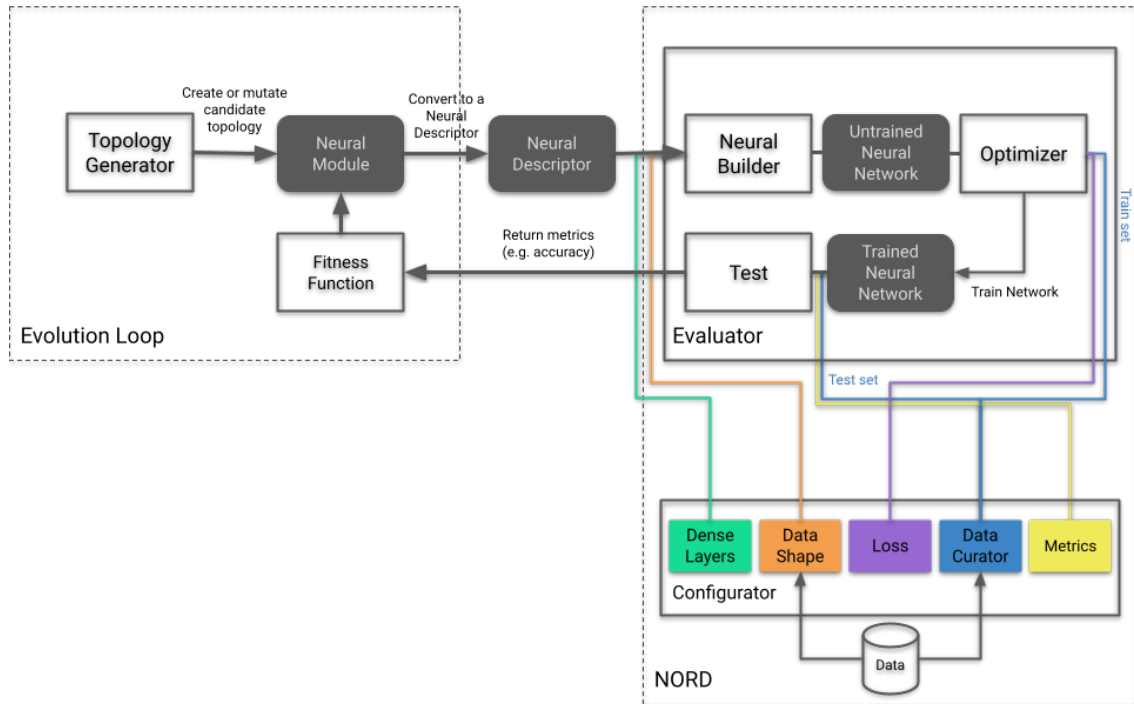 Create or mutate
candidate
topology
Convert to a
Neural
Descriptor
Topology
Generator
Neural
Module
Neural
Descriptor
Neural
Builder
Untrained
Neural
Network
Optimizer
Train set
Return metrics
(e.g. accuracy)
Fitness
Function
Test
Trained
Neural
Network
Train Network
Evolution Loop
Evaluator
Test set
Dense
Layers
Data
Shape
Loss
Data
Curator
Metrics
Configurator
Data
NORD